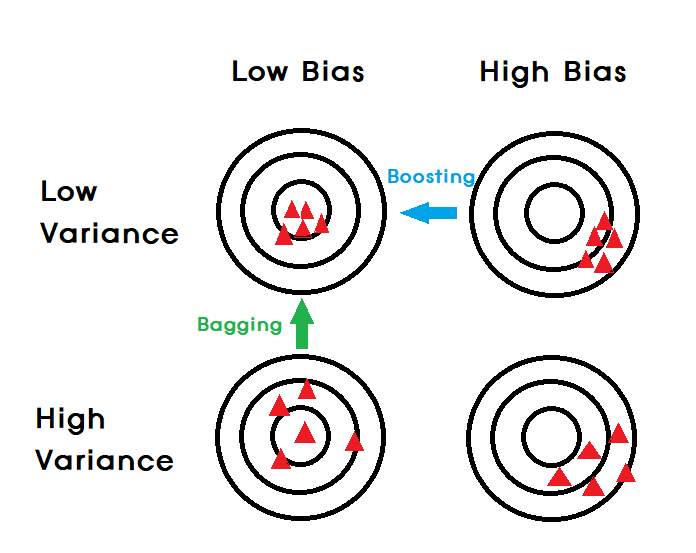 Low Bias
High Bias
Low
Variance
Boosting
Bagging
High
Variance